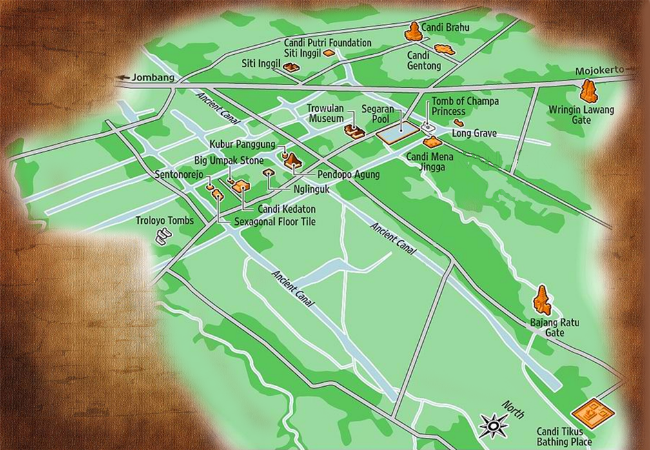 Candi Brahu
Candi Putri Foundation
Siti Inggil
Candi
Gentong
Siti Inggil
Jombang
Mojokerto
Wringin Lawang
Gate
Ancient Canal
Trowulan
Museum
Segaran
Pool
Tomb of Champa
Princess
Long Grave
Candi Mena
Jingga
Kubur Panggung
Big Umpak Stone
Sentonorejo
Pendopo Agung
Nglinguk
Candi Kedaton
Sexagonal Floor Tile
Troloyo Tombs
Ancient Canal
Ancient Canal
Bajang Ratu
Gate
North
Candi Tikus
Bathing Place